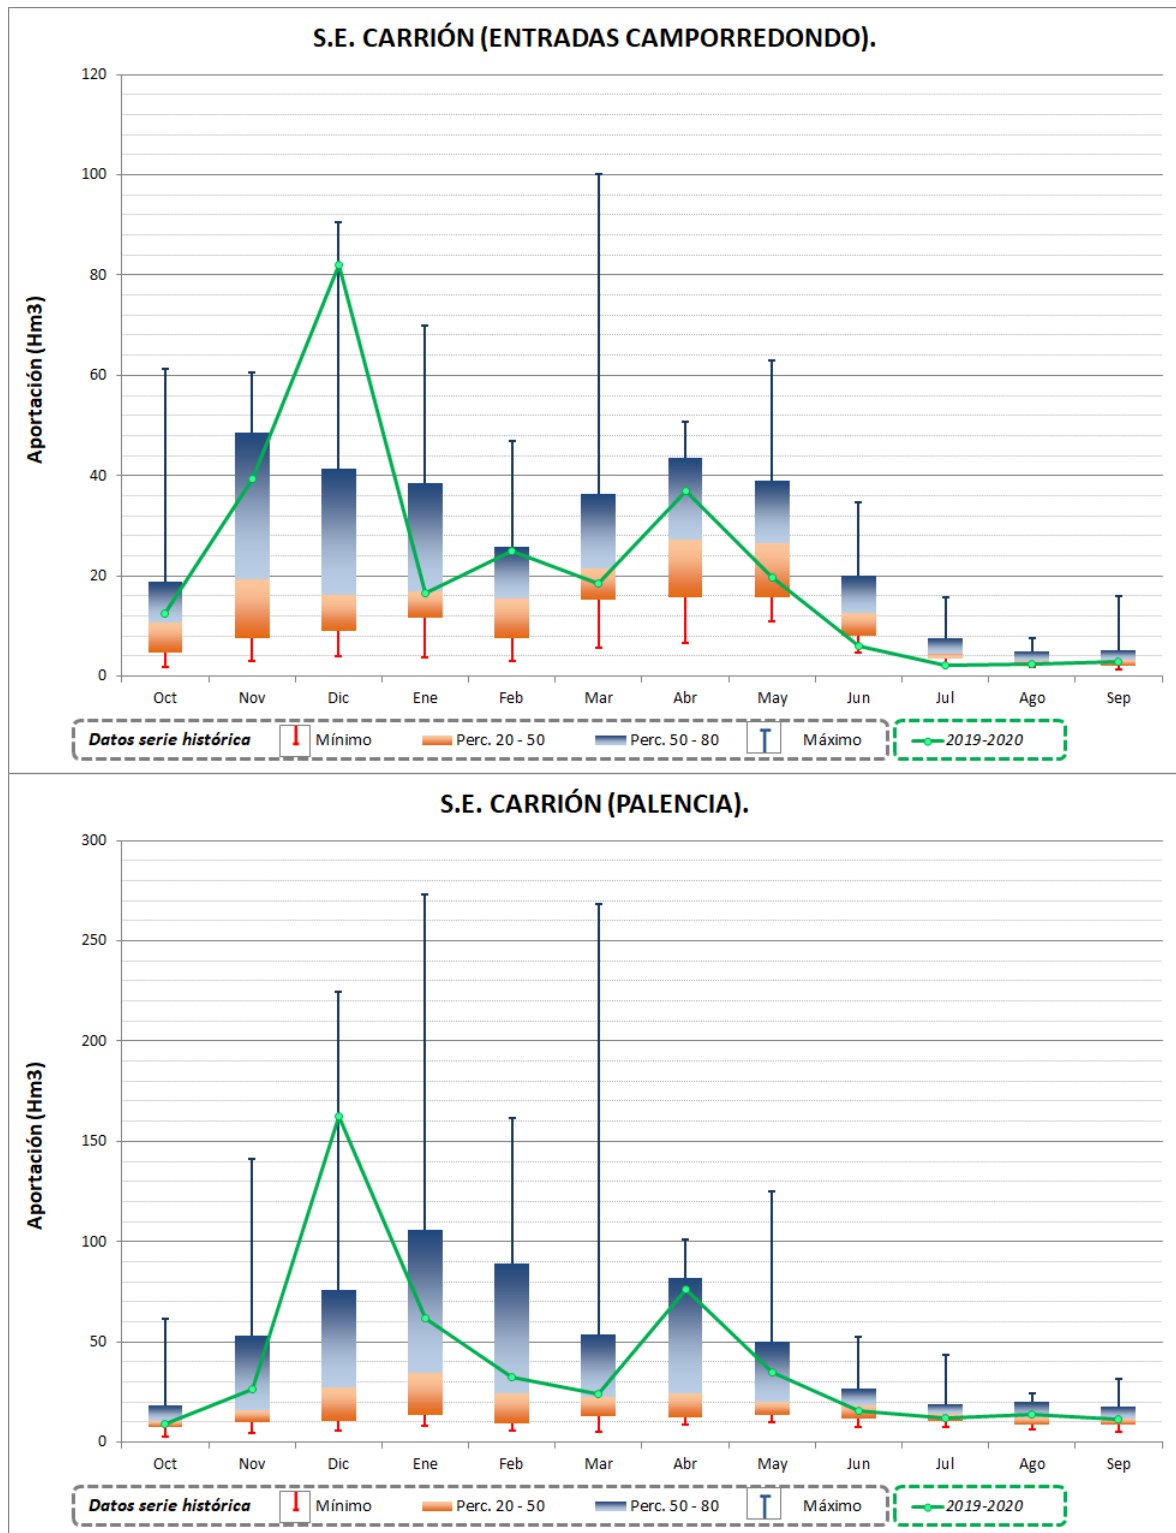 S.E. CARRIÓN (ENTRADAS CAMPORREDONDO).
120
100
80
60
40
20
0
Aportación (Hm3)
Oct Nov Dic Ene Feb Mar Abr May Jun Jul Ago Sep
Datos serie histórica Mínimo Perc. 20 - 50 Perc. 50 - 80 Máximo 2019-2020
S.E. CARRIÓN (PALENCIA).
300
250
200
150
100
50
0
Aportación (Hm3)
Oct Nov Dic Ene Feb Mar Abr May Jun Jul Ago Sep
Datos serie histórica Mínimo Perc. 20 - 50 Perc. 50 - 80 Máximo 2019-2020